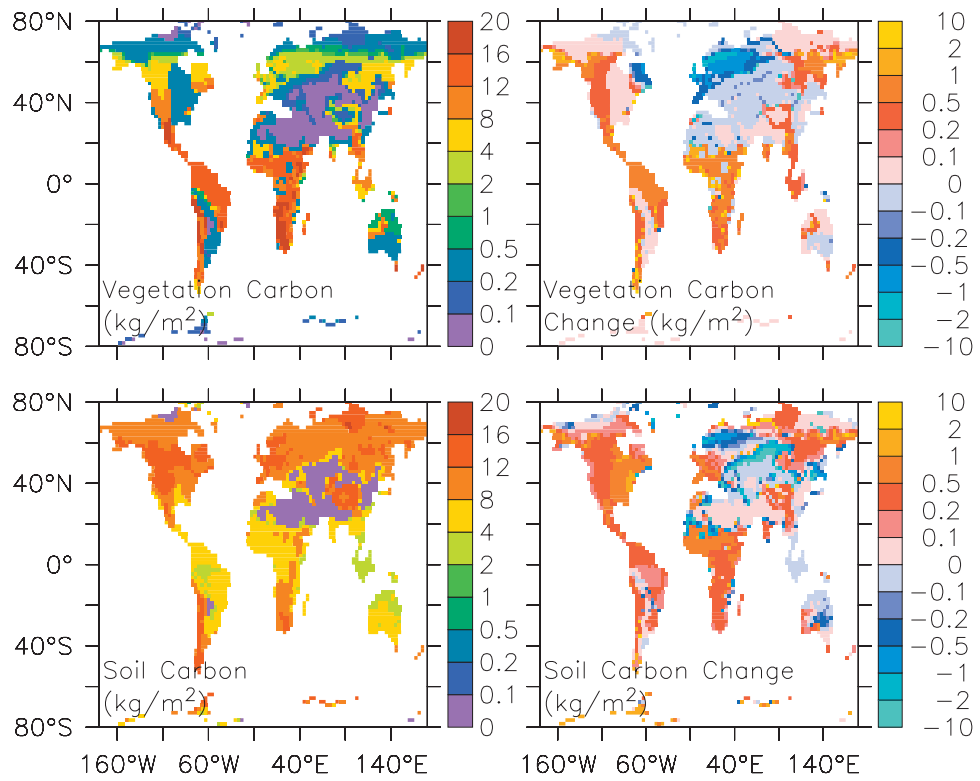 80°N
40°N
0°
40°S
80°S
Vegetation Carbon
(kg/m²)
20
16
12
8
4
2
1
0.5
0.2
0.1
0
Vegetation Carbon
Change (kg/m²)
10
2
1
0.5
0.2
0.1
0
−0.1
−0.2
−0.5
−1
−2
−10
80°N
40°N
0°
40°S
80°S
Soil Carbon
(kg/m²)
160°W 60°W 40°E 140°E
20
16
12
8
4
2
1
0.5
0.2
0.1
0
Soil Carbon Change
(kg/m²)
160°W 60°W 40°E 140°E
10
2
1
0.5
0.2
0.1
0
−0.1
−0.2
−0.5
−1
−2
−10